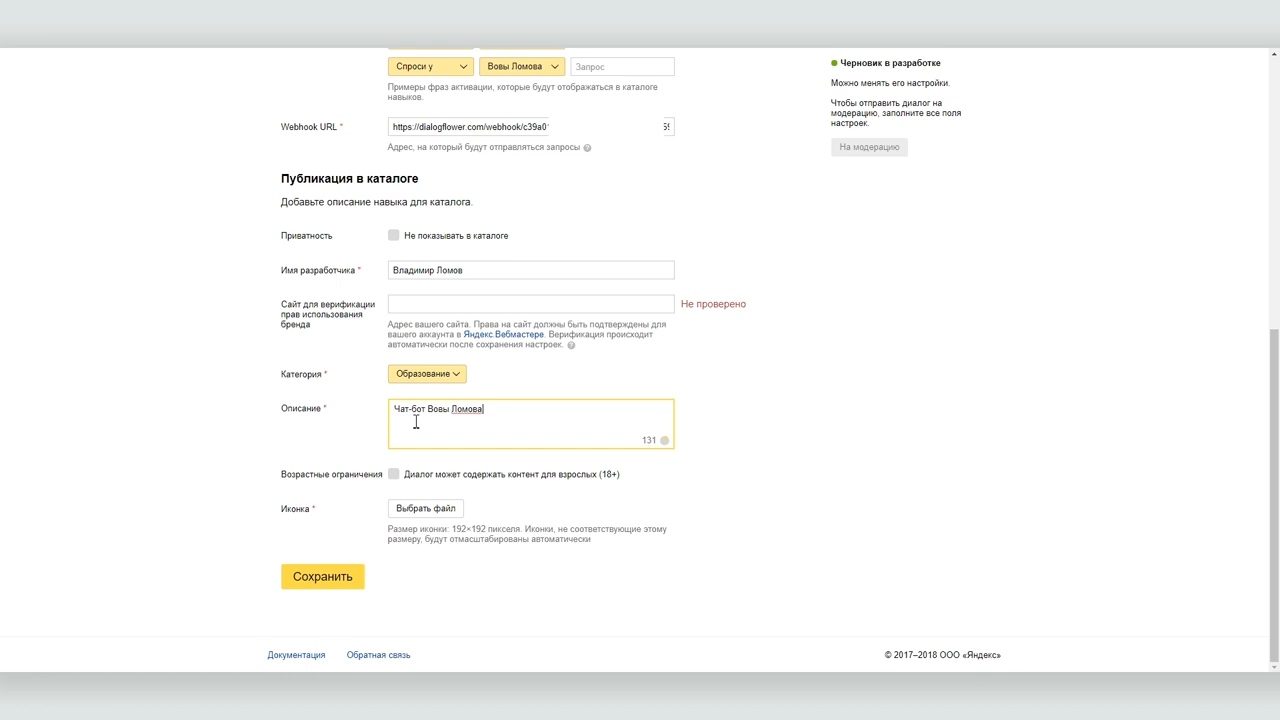 Спроси у
Вовы Ломова
Запрос
Примеры фраз активации, которые будут отображаться в каталоге
навыков.
Webhook URL *
https://dialogflower.com/webhook/c39a0
Адрес, на который будут отправляться запросы ?
Публикация в каталоге
Добавьте описание навыка для каталога.
Приватность
Не показывать в каталоге
Имя разработчика *
Владимир Ломов
Сайт для верификации
прав использования
бренда
Не проверено
Адрес вашего сайта. Права на сайт должны быть подтверждены для
вашего аккаунта в Яндекс.Вебмастере. Верификация происходит
автоматически после сохранения настроек. ?
Категория *
Образование
Описание *
Чат-бот Вовы Ломова
131
Возрастные ограничения
Диалог может содержать контент для взрослых (18+)
Иконка *
Выбрать файл
Размер иконки: 192×192 пикселя. Иконки, не соответствующие этому
размеру, будут отмасштабированы автоматически
Сохранить
Черновик в разработке
Можно менять его настройки.
Чтобы отправить диалог на
модерацию, заполните все поля
настроек.
На модерацию
Документация
Обратная связь
© 2017–2018 ООО «Яндекс»